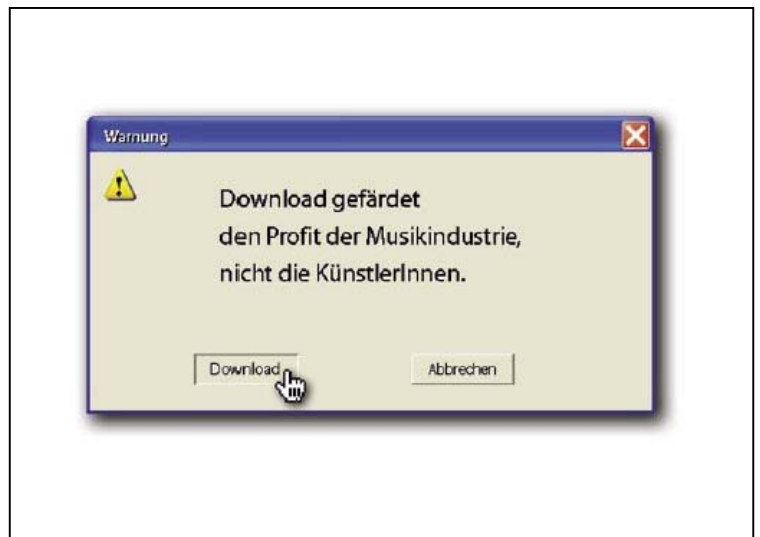 Warnung
Download gefärdet
den Profit der Musikindustrie,
nicht die KünstlerInnen.
Download
Abbrechen